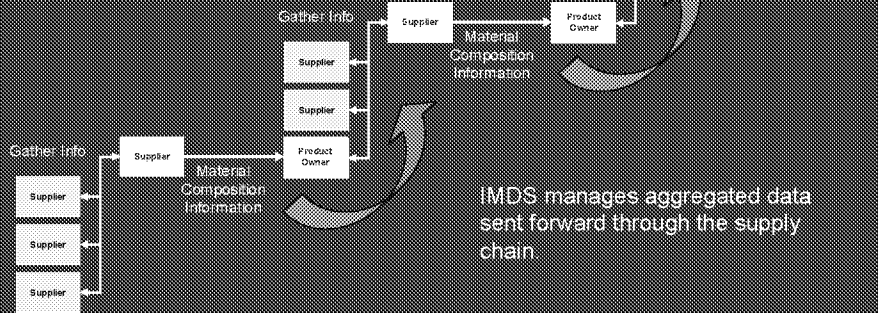 Gather Info
Supplier
Product
Owner
Material
Composition
Information
Supplier
Supplier
Gather Info
Supplier
Product
Owner
Material
Composition
Information
Supplier
Supplier
Supplier
IMDS manages aggregated data
sent forward through the supply
chain.